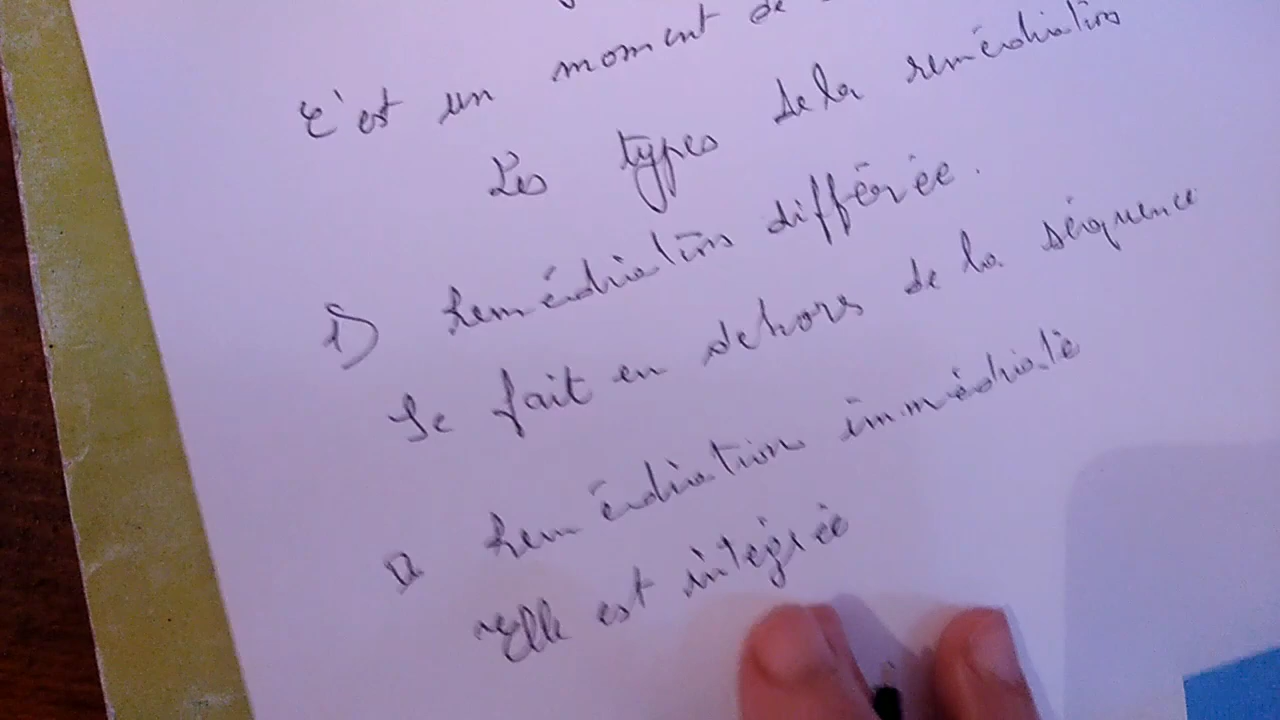 C'est un moment de
Les types de la remédiation
1) Remédiation différée.
Se fait en dehors de la séquence
2) Remédiation immédiate
Elle est intégrée